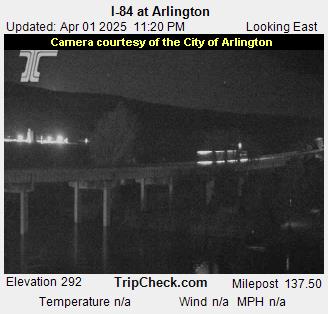 I-84 at Arlington
Updated: Apr 01 2025 11:20 PM Looking East
Camera courtesy of the City of Arlington
Elevation 292 TripCheck.com Milepost 137.50
Temperature n/a Wind n/a MPH n/a